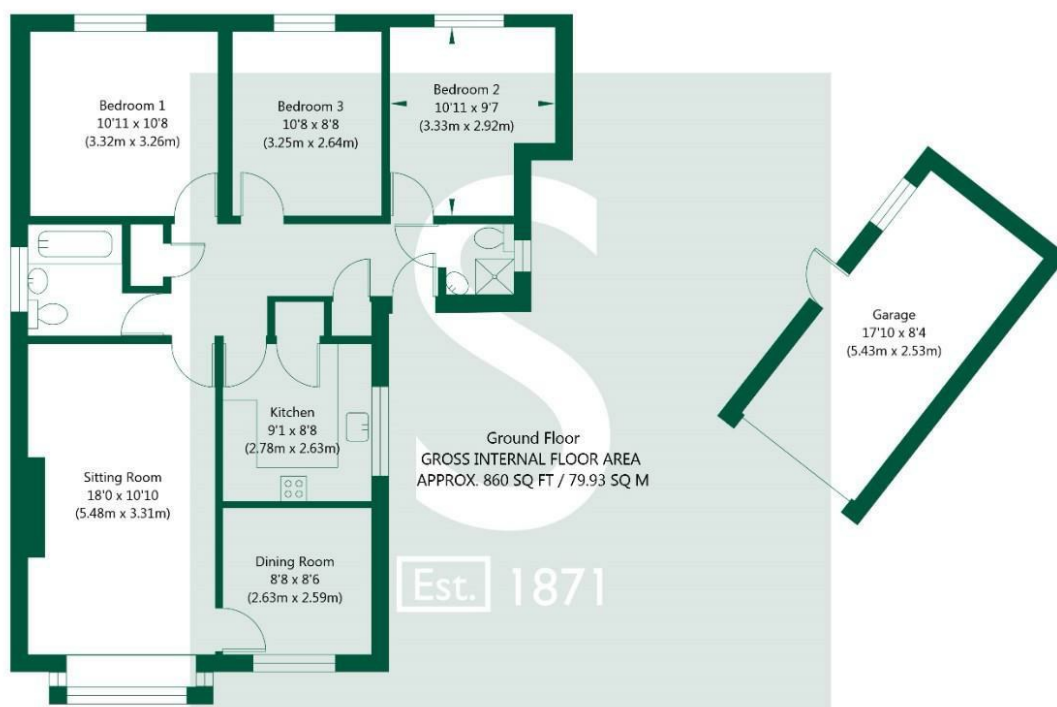 Bedroom 1
10'11 x 10'8
(3.32m x 3.26m)
Bedroom 3
10'8 x 8'8
(3.25m x 2.64m)
Bedroom 2
10'11 x 9'7
(3.33m x 2.92m)
Garage
17'10 x 8'4
(5.43m x 2.53m)
Kitchen
9'1 x 8'8
(2.78m x 2.63m)
Sitting Room
18'0 x 10'10
(5.48m x 3.31m)
Ground Floor
GROSS INTERNAL FLOOR AREA
APPROX. 860 SQ FT / 79.93 SQ M
Dining Room
8'8 x 8'6
(2.63m x 2.59m)
S
Est. 1871